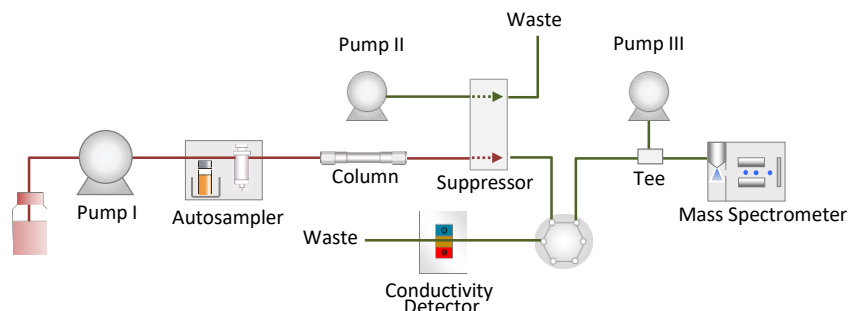 Waste
Pump II
Pump III
Pump I
Autosampler
Column
Suppressor
Tee
Mass Spectrometer
Waste
Conductivity
Detector